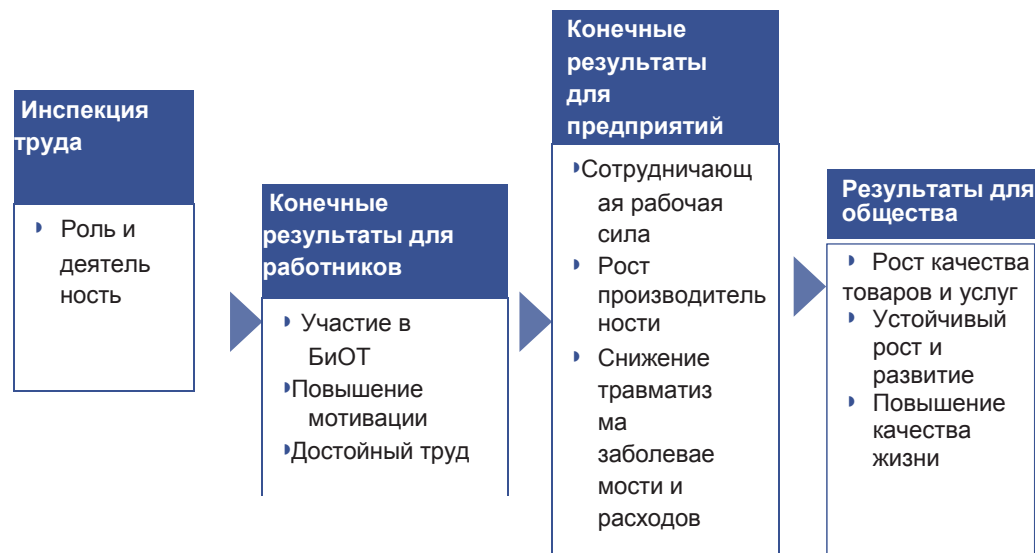 Инспекция
труда
Роль и
деятель
ность
Конечные
результаты для
работников
Участие в
БиОТ
Повышение
мотивации
Достойный труд
Конечные
результаты
для
предприятий
Сотрудничающ
ая рабочая
сила
Рост
производитель
ности
Снижение
травматиз
ма
заболевае
мости и
расходов
Результаты для
общества
Рост качества
товаров и услуг
Устойчивый
рост и
развитие
Повышение
качества
жизни